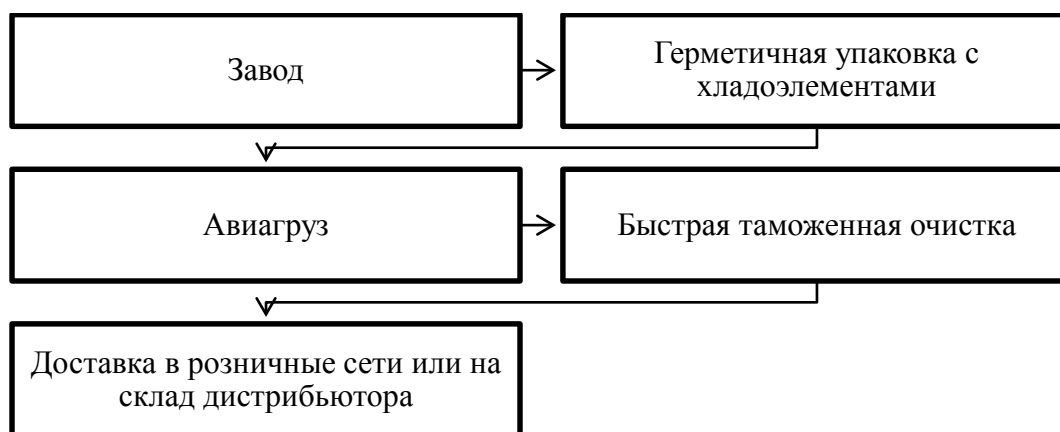 Завод
Герметичная упаковка с
хладоэлементами
Авиагруз
Быстрая таможенная очистка
Доставка в розничные сети или на
склад дистрибьютора